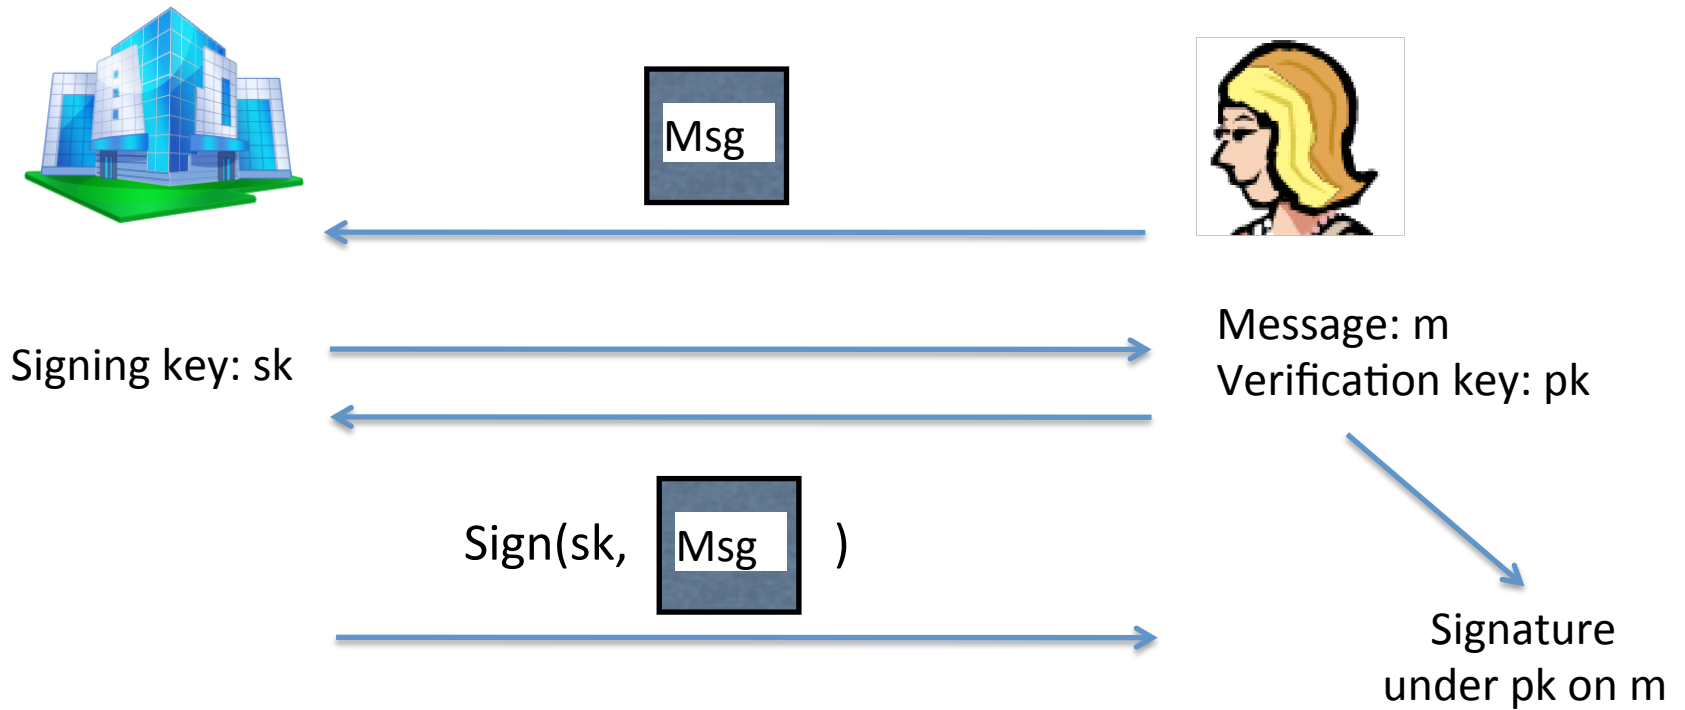 Msg
Signing key: sk
Message: m
Verification key: pk
Sign(sk, Msg )
Signature
under pk on m